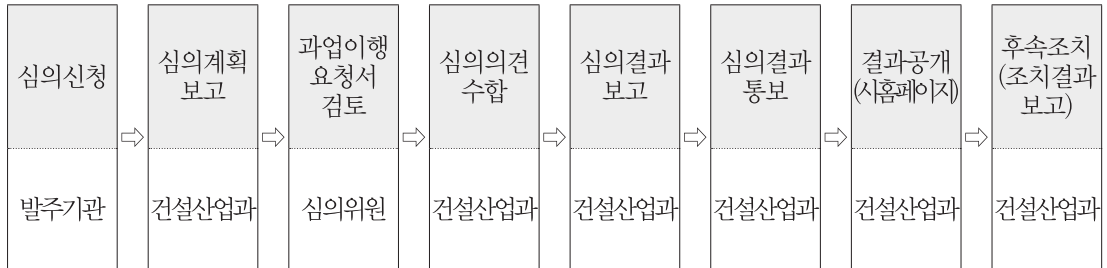 심의신청
심의계획
보고
과업이행
요청서
검토
심의의견
수합
심의결과
보고
심의결과
통보
결과공개
(시홈페이지)
후속조치
(조치결과
보고)
발주기관
건설산업과
심의위원
건설산업과
건설산업과
건설산업과
건설산업과
건설산업과